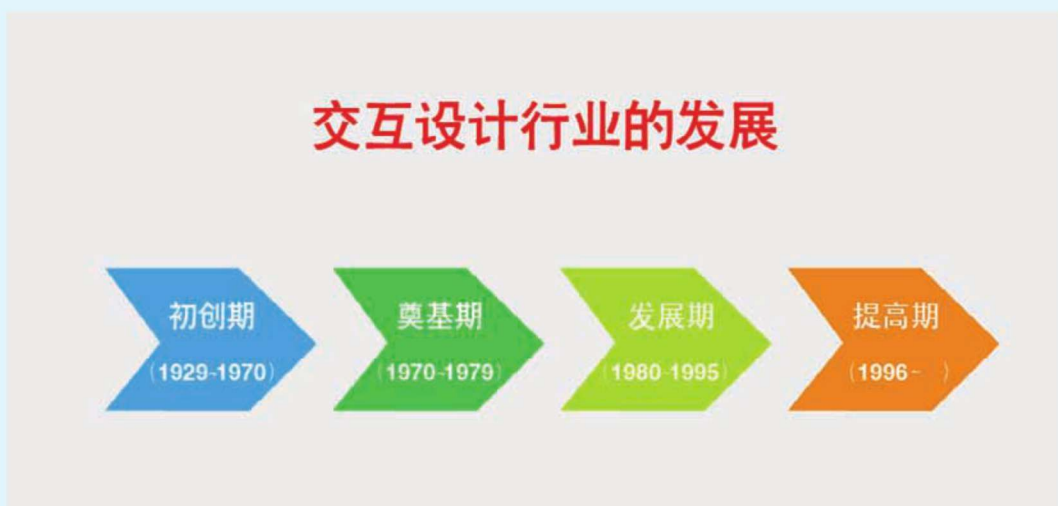 交互设计行业的发展
初创期
(1929-1970)
奠基期
(1970-1979)
发展期
(1980-1995)
提高期
(1996- )